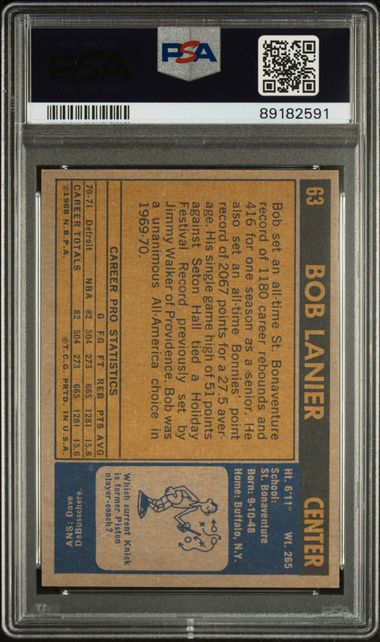 PSA
PSA
89182591
63 BOB LANIER CENTER
Bob set an all-time St. Bonaventure
record of 1180 career rebounds and
416 for one season as a senior. He
also set an all-time Bonnies' point
record of 2067 points for a 27.5 aver-
age. His single game high of 51 points
against Seton Hall tied a Holiday
Festival Record previously set by
Jimmy Walker of Providence. Bob was
a unanimous All-America choice in
1969-70.
CAREER PRO STATISTICS
G FG FT REB PTS AVG
70-71 Detroit NBA 82 504 273 665 1281 15.6
CAREER TOTALS 82 504 273 665 1281 15.6
©1968 N.B.P.A. ©T.C.G. PRTD. IN U.S.A.
Ht. 6'11" Wt. 265
School:
St. Bonaventure
Born: 9-10-48
Home: Buffalo, N.Y.
Which current Knick
is former Piston
player-coach?
ANS: Dave
DeBusschere